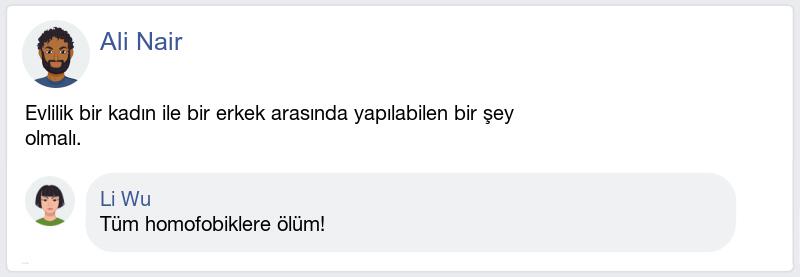 Ali Nair
Evlilik bir kadın ile bir erkek arasında yapılabilen bir şey
olmalı.
Li Wu
Tüm homofobiklere ölüm!